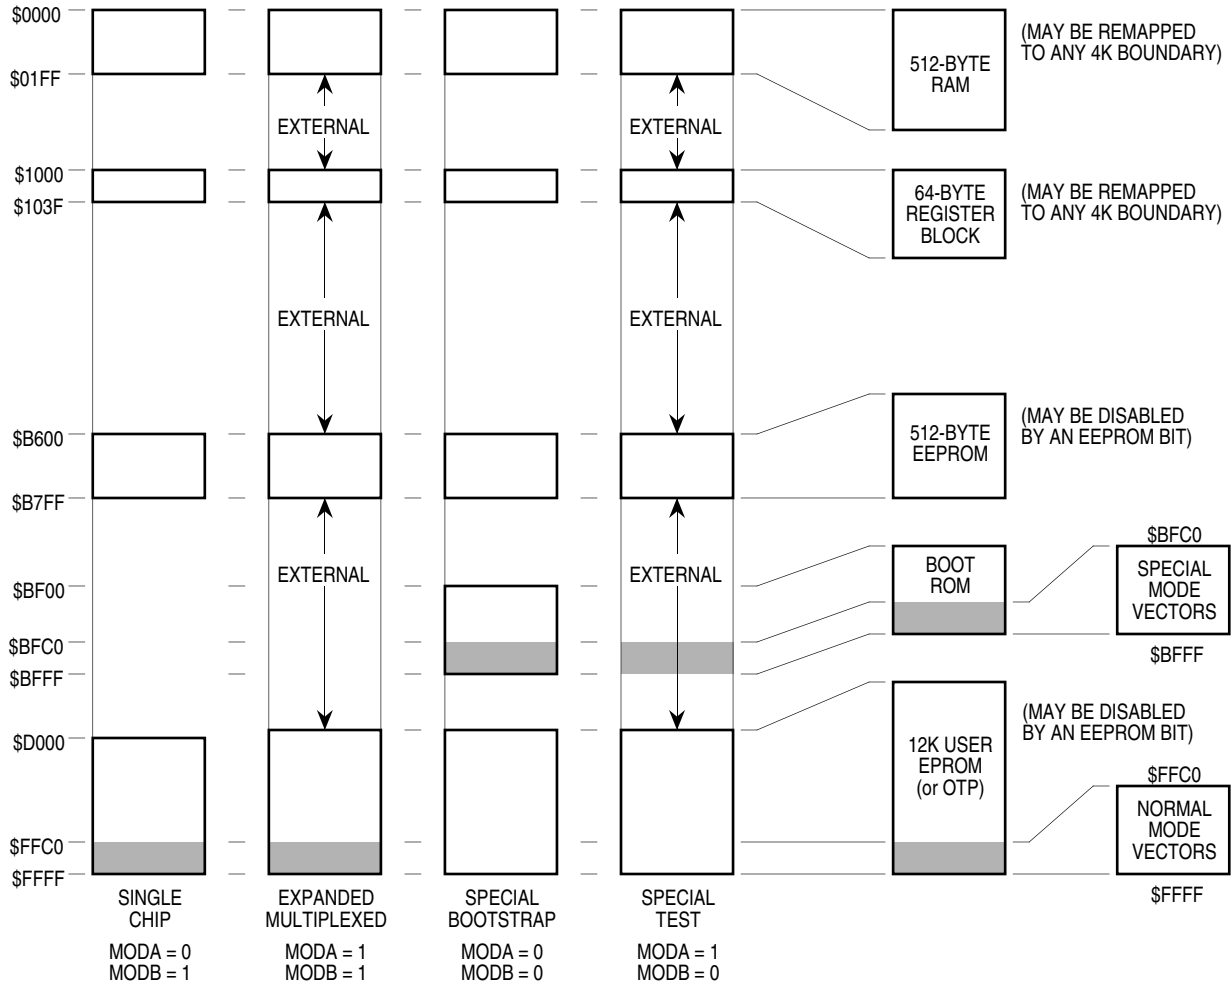 $0000
$01FF
$1000
$103F
$B600
$B7FF
$BF00
$BFC0
$BFFF
$D000
$FFC0
$FFFF
EXTERNAL
EXTERNAL
EXTERNAL
EXTERNAL
EXTERNAL
EXTERNAL
512-BYTE
RAM
(MAY BE REMAPPED
TO ANY 4K BOUNDARY)
64-BYTE
REGISTER
BLOCK
(MAY BE REMAPPED
TO ANY 4K BOUNDARY)
512-BYTE
EEPROM
(MAY BE DISABLED
BY AN EEPROM BIT)
BOOT
ROM
$BFC0
SPECIAL
MODE
VECTORS
$BFFF
12K USER
EPROM
(or OTP)
(MAY BE DISABLED
BY AN EEPROM BIT)
$FFC0
NORMAL
MODE
VECTORS
$FFFF
SINGLE
CHIP
MODA = 0
MODB = 1
EXPANDED
MULTIPLEXED
MODA = 1
MODB = 1
SPECIAL
BOOTSTRAP
MODA = 0
MODB = 0
SPECIAL
TEST
MODA = 1
MODB = 0